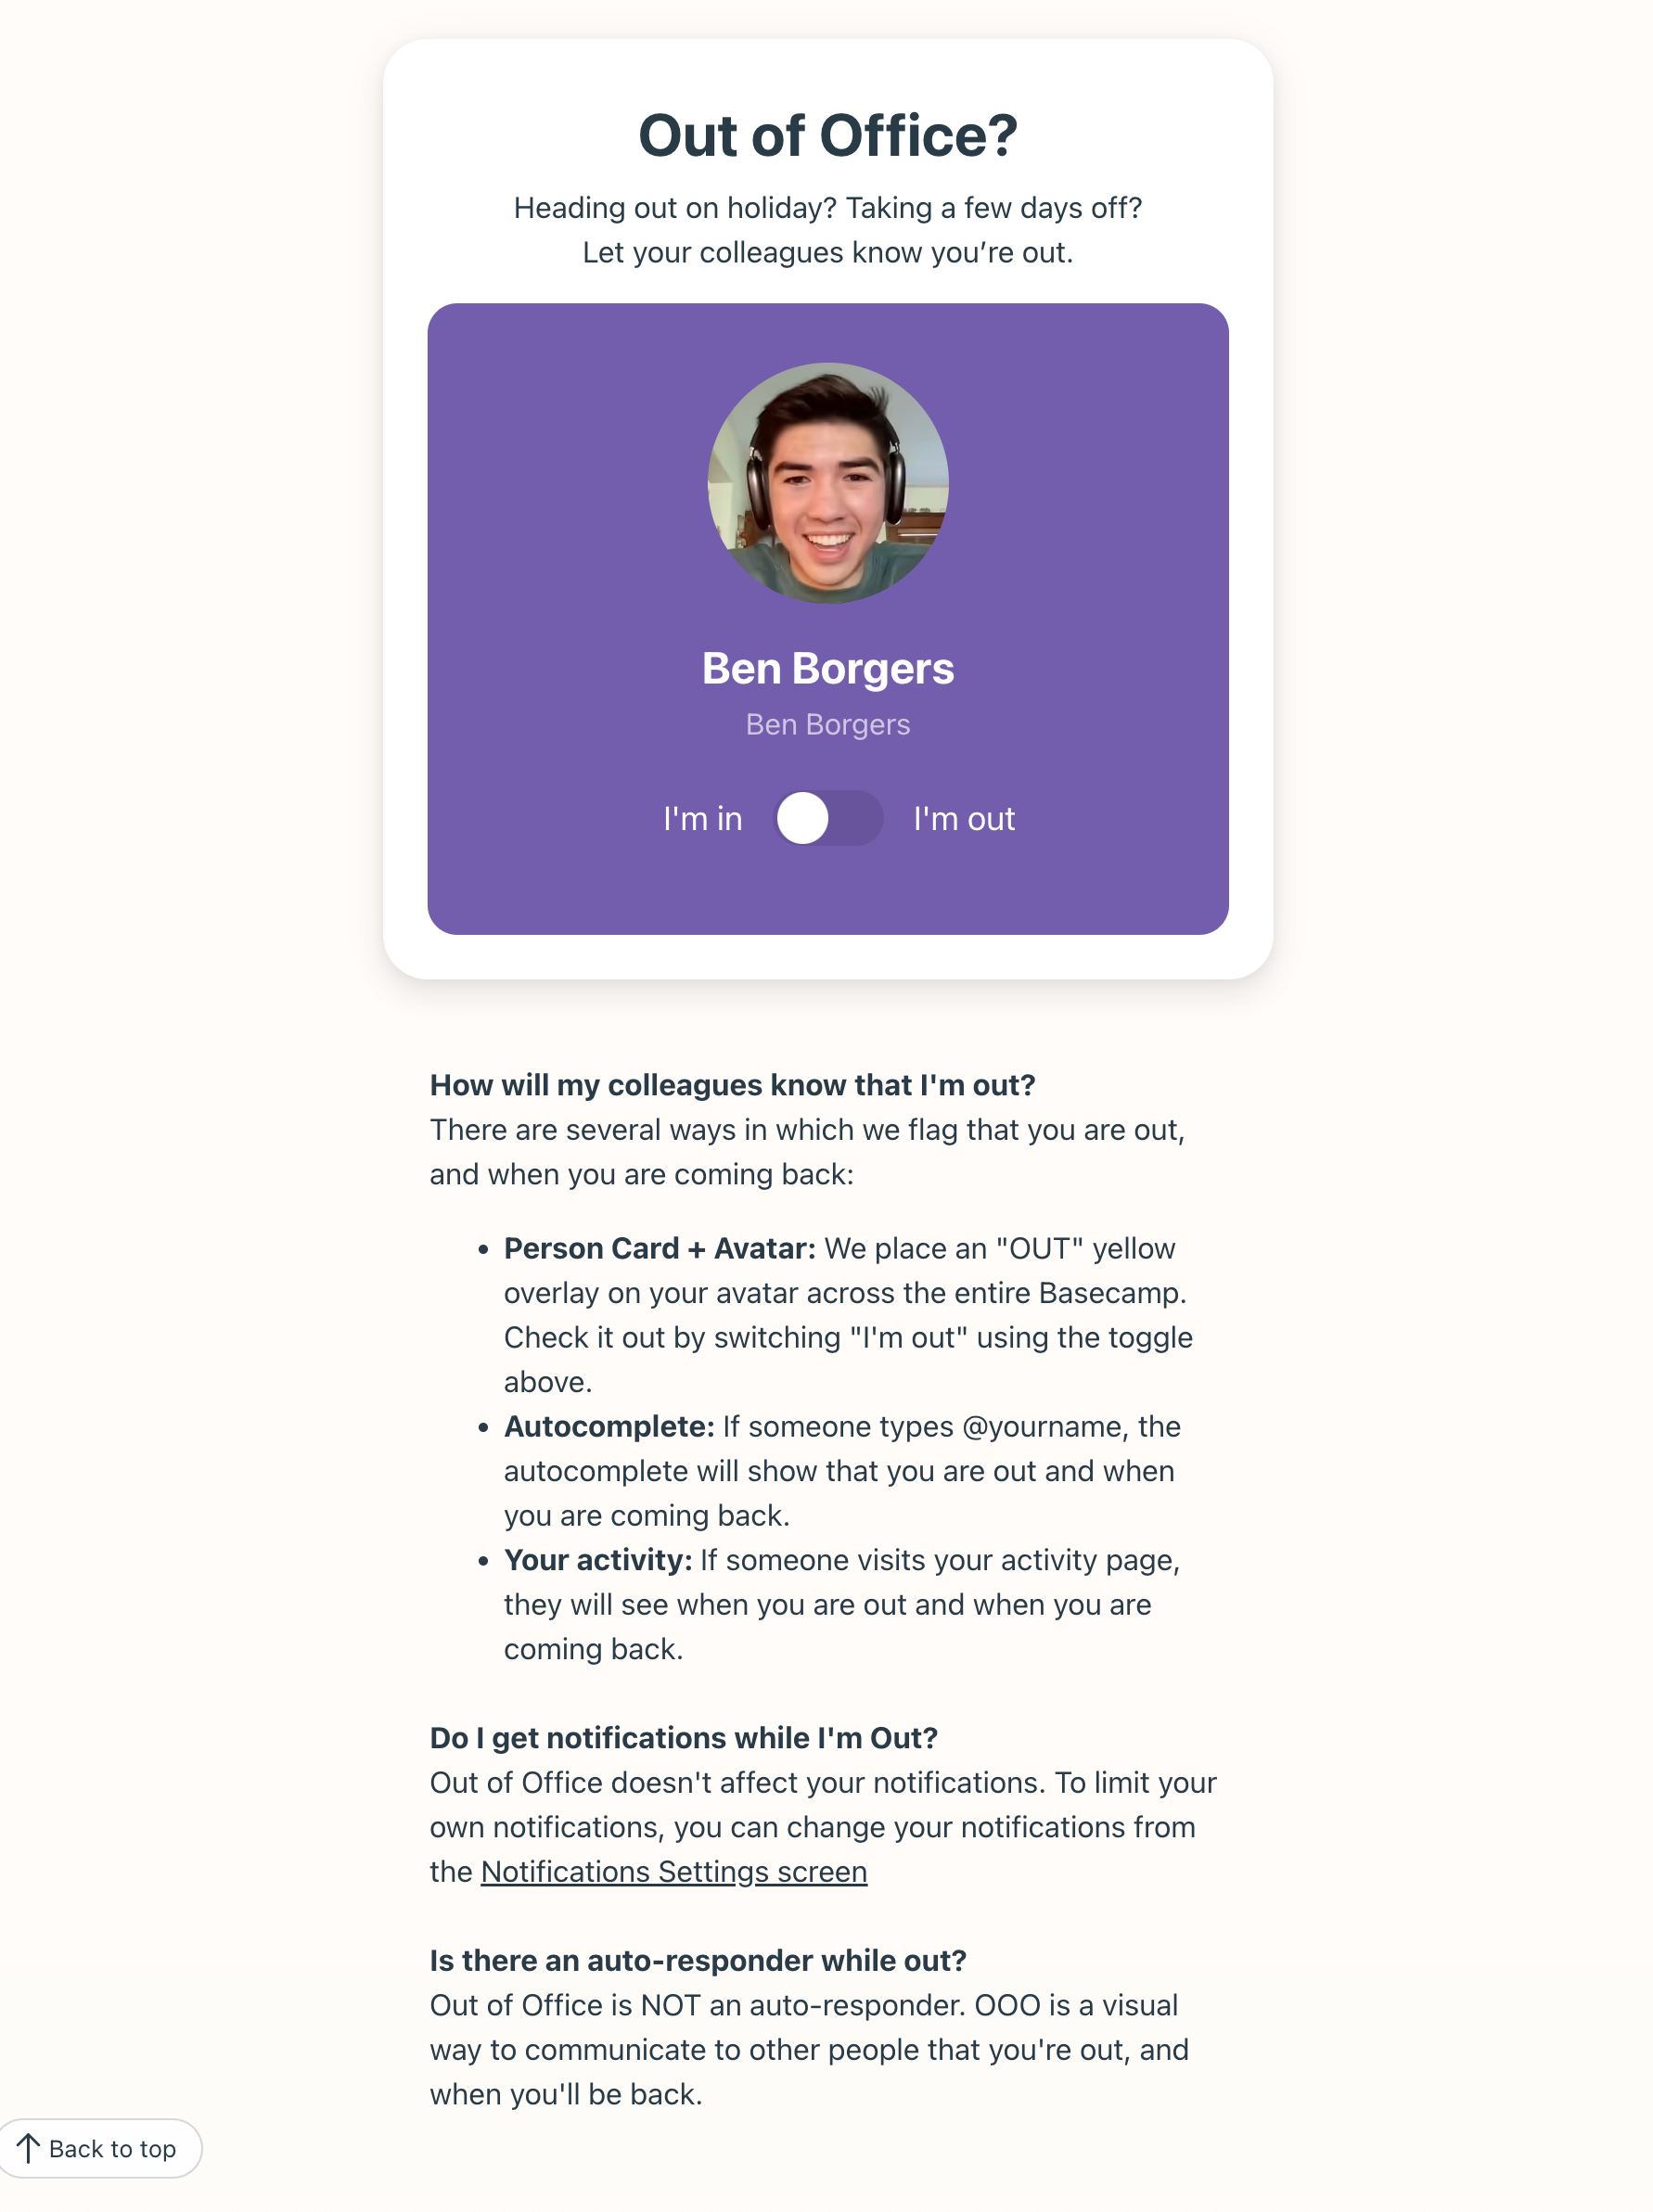 Out of Office?
Heading out on holiday? Taking a few days off?
Let your colleagues know you’re out.
Ben Borgers
Ben Borgers
I'm in
I'm out
How will my colleagues know that I'm out?
There are several ways in which we flag that you are out,
and when you are coming back:
• Person Card + Avatar: We place an "OUT" yellow
overlay on your avatar across the entire Basecamp.
Check it out by switching "I'm out" using the toggle
above.
• Autocomplete: If someone types @yourname, the
autocomplete will show that you are out and when
you are coming back.
• Your activity: If someone visits your activity page,
they will see when you are out and when you are
coming back.
Do I get notifications while I'm Out?
Out of Office doesn't affect your notifications. To limit your
own notifications, you can change your notifications from
the Notifications Settings screen
Is there an auto-responder while out?
Out of Office is NOT an auto-responder. OOO is a visual
way to communicate to other people that you're out, and
when you'll be back.
Back to top